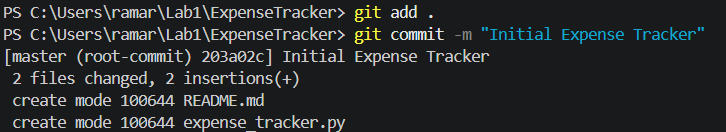 PS C:\Users\ramar\Lab1\ExpenseTracker> git add .
PS C:\Users\ramar\Lab1\ExpenseTracker> git commit -m "Initial Expense Tracker"
[master (root-commit) 203a02c] Initial Expense Tracker
 2 files changed, 2 insertions(+)
 create mode 100644 README.md
 create mode 100644 expense_tracker.py